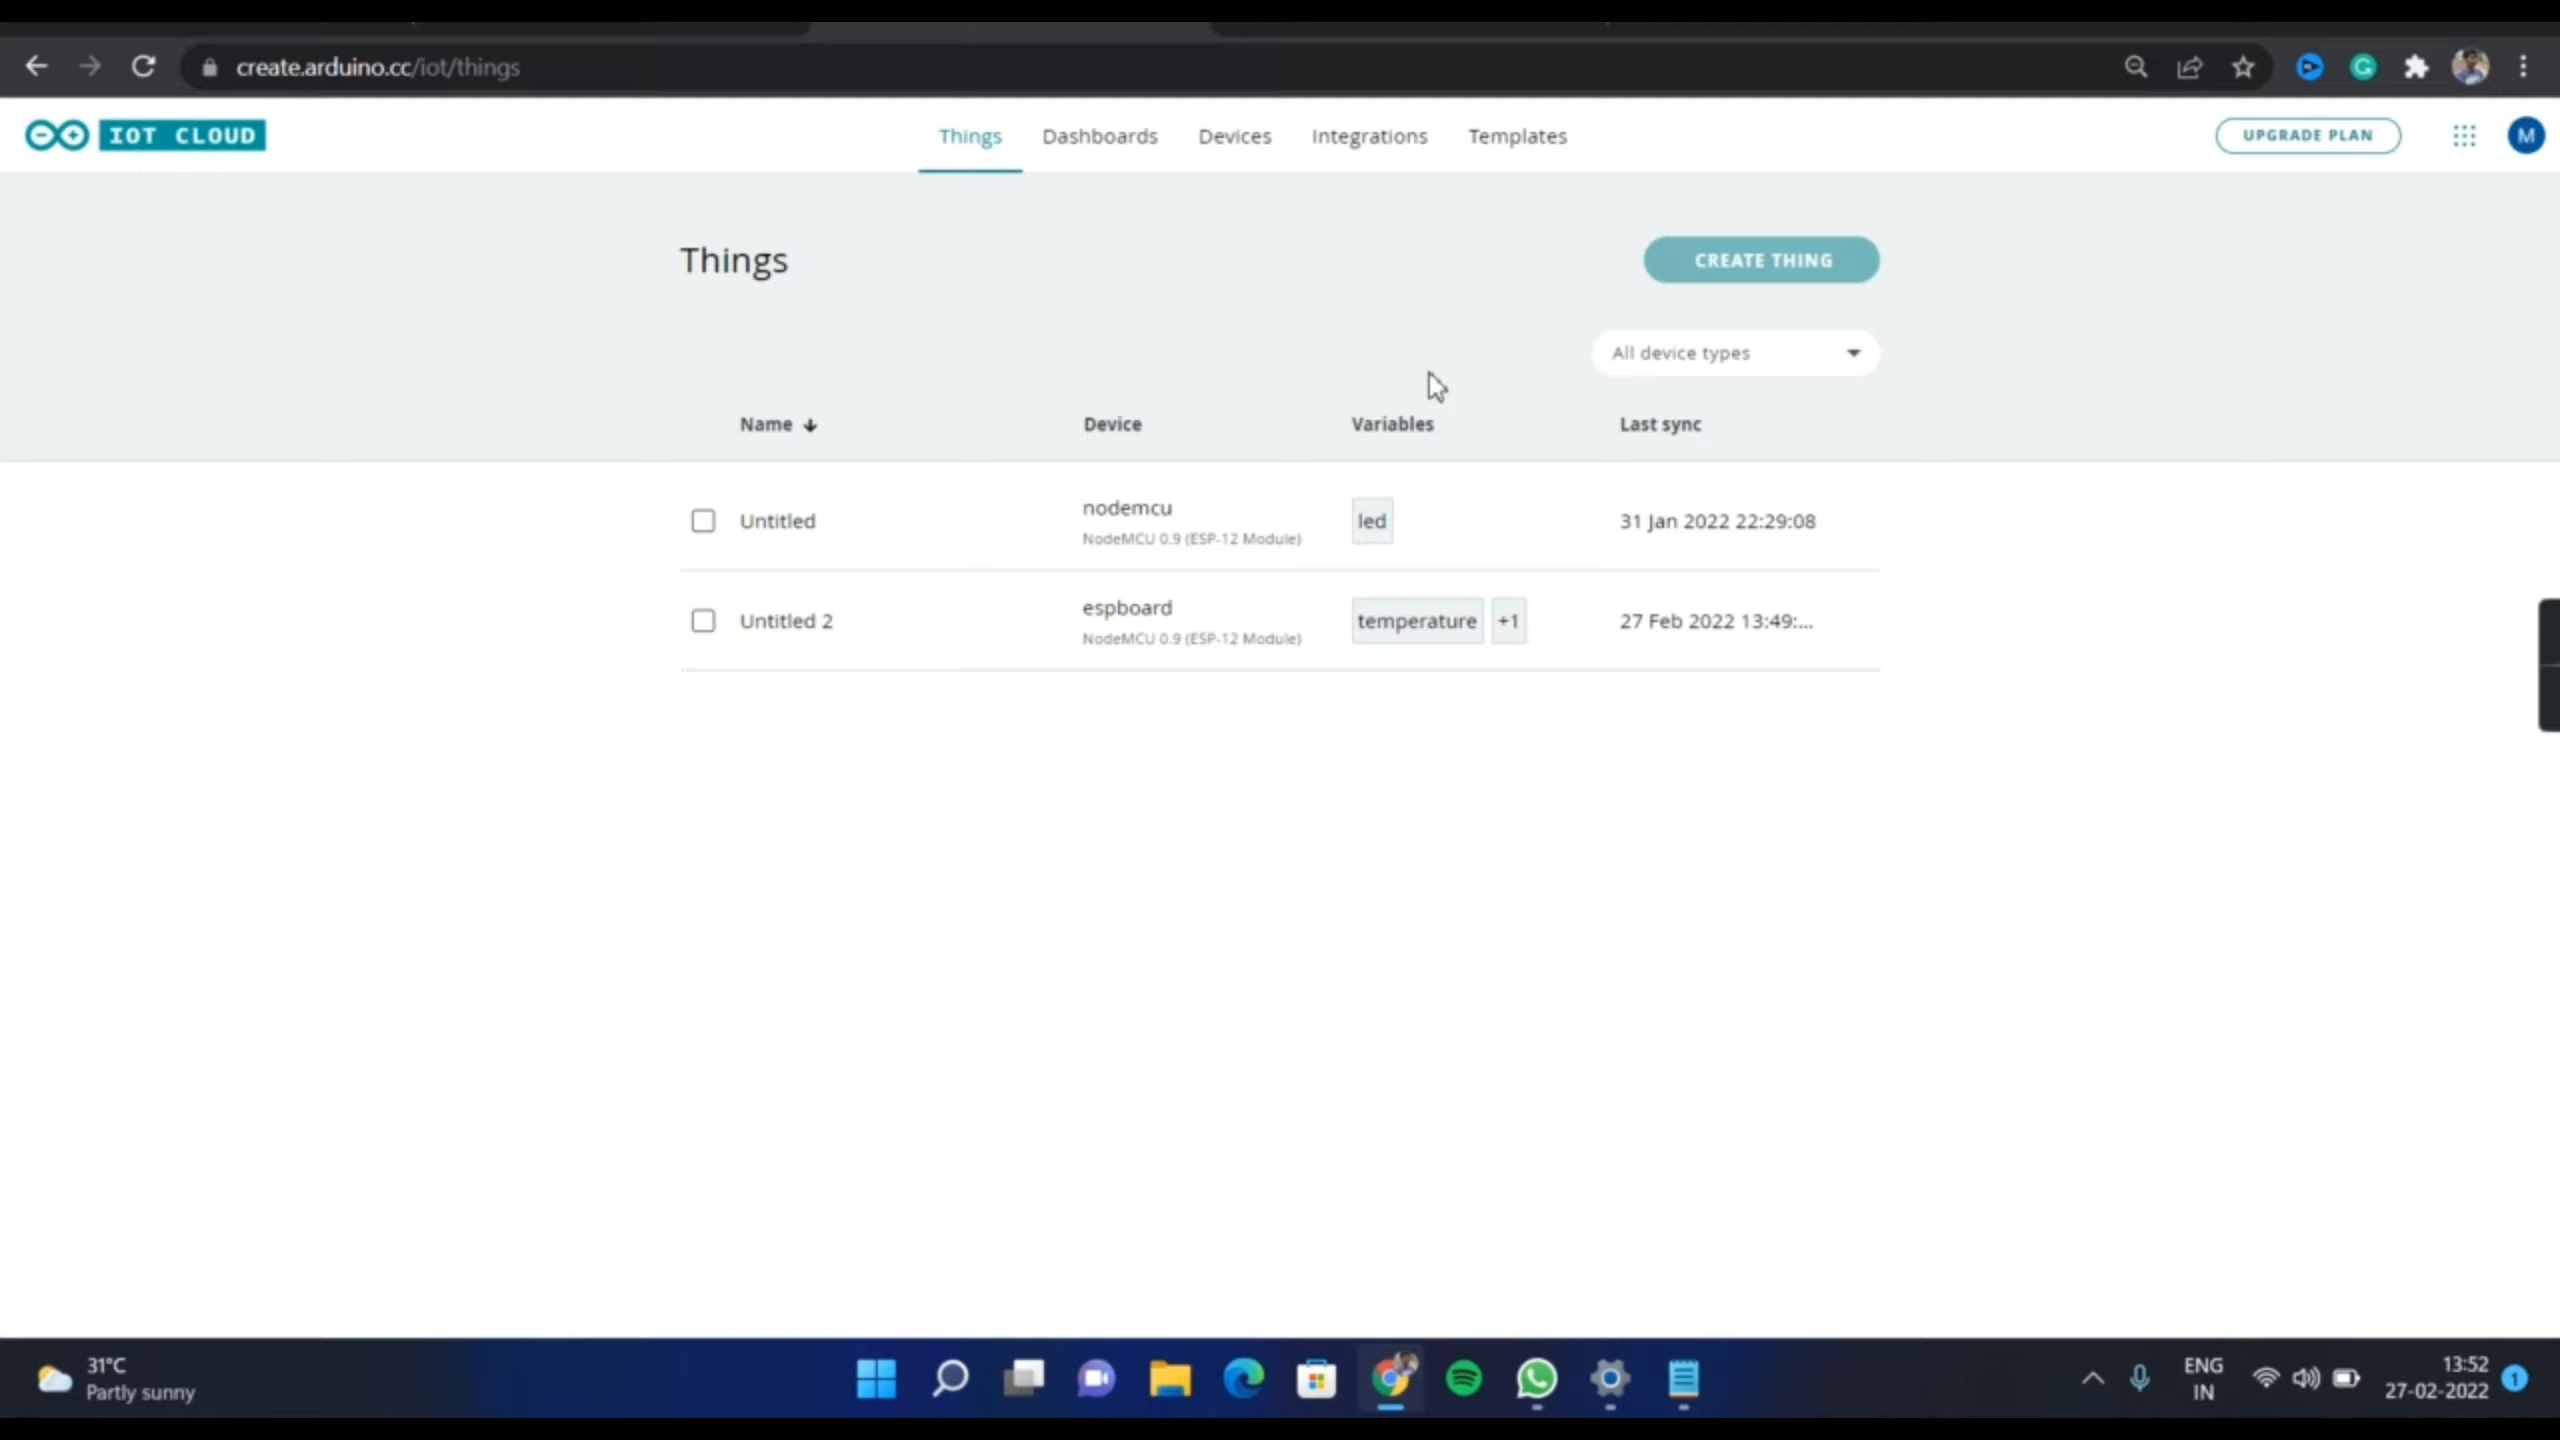 create.arduino.cc/iot/things
IOT CLOUD
Things
Dashboards
Devices
Integrations
Templates
UPGRADE PLAN
M
Things
CREATE THING
All device types
Name
Device
Variables
Last sync
Untitled
nodemcu
NodeMCU 0.9 (ESP-12 Module)
led
31 Jan 2022 22:29:08
Untitled 2
espboard
NodeMCU 0.9 (ESP-12 Module)
temperature
+1
27 Feb 2022 13:49:...
31°C
Partly sunny
ENG
IN
13:52
27-02-2022
1